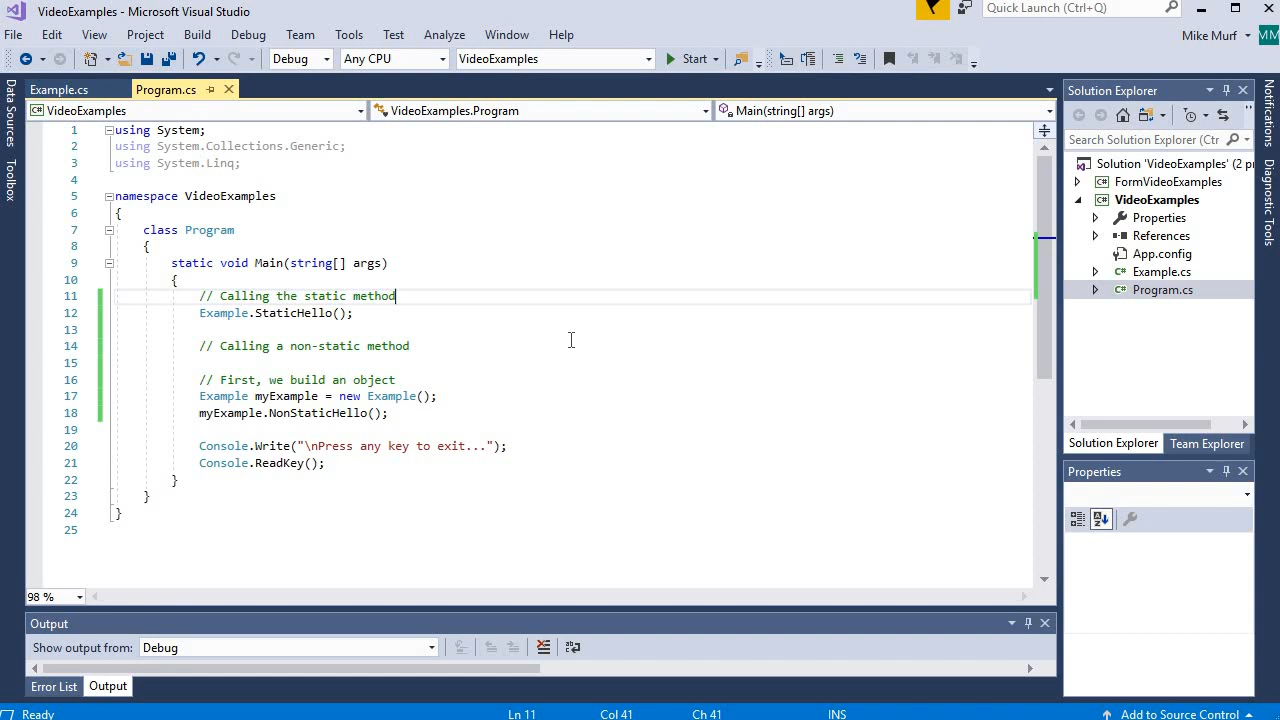 VideoExamples - Microsoft Visual Studio
Quick Launch (Ctrl+Q)
File Edit View Project Build Debug Team Tools Test Analyze Window Help
Mike Murf
MM
Debug Any CPU VideoExamples Start
Data Sources
Toolbox
Example.cs Program.cs
VideoExamples VideoExamples.Program Main(string[] args)
1 using System;
2 using System.Collections.Generic;
3 using System.Linq;
4
5 namespace VideoExamples
6 {
7 class Program
8 {
9 static void Main(string[] args)
10 {
11 // Calling the static method
12 Example.StaticHello();
13
14 // Calling a non-static method
15
16 // First, we build an object
17 Example myExample = new Example();
18 myExample.NonStaticHello();
19
20 Console.Write("\nPress any key to exit...");
21 Console.ReadKey();
22 }
23 }
24 }
25
98 %
Output
Show output from: Debug
Error List Output
Solution Explorer
Search Solution Explorer (Ctr
Solution 'VideoExamples' (2 p
C# FormVideoExamples
C# VideoExamples
Properties
References
App.config
C# Example.cs
C# Program.cs
Solution Explorer Team Explorer
Properties
Notifications
Diagnostic Tools
Ready Ln 11 Col 41 Ch 41 INS Add to Source Control